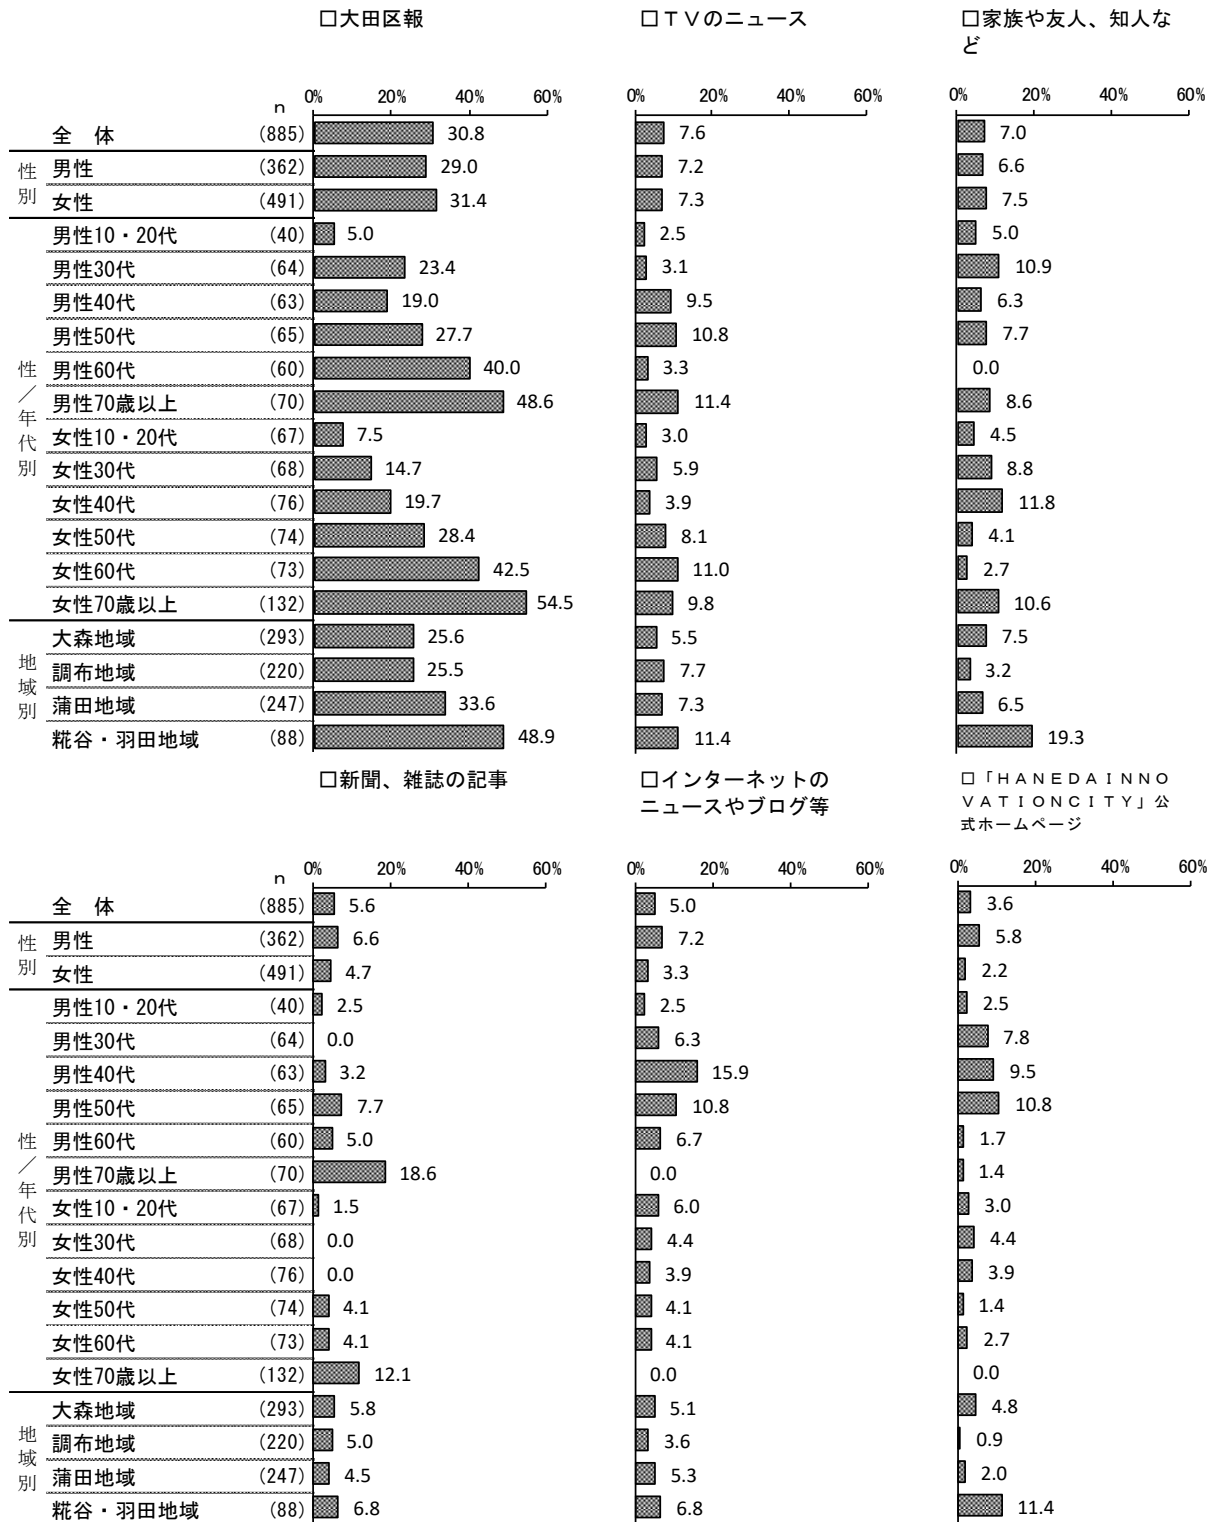 □大田区報 □ＴＶのニュース □家族や友人、知人な
ど
n 0% 20% 40% 60% 0% 20% 40% 60% 0% 20% 40% 60%
全 体 (885) 30.8 7.6 7.0
性別 男性 (362) 29.0 7.2 6.6
女性 (491) 31.4 7.3 7.5
性／年代別 男性10・20代 (40) 5.0 2.5 5.0
男性30代 (64) 23.4 3.1 10.9
男性40代 (63) 19.0 9.5 6.3
男性50代 (65) 27.7 10.8 7.7
男性60代 (60) 40.0 3.3 0.0
男性70歳以上 (70) 48.6 11.4 8.6
女性10・20代 (67) 7.5 3.0 4.5
女性30代 (68) 14.7 5.9 8.8
女性40代 (76) 19.7 3.9 11.8
女性50代 (74) 28.4 8.1 4.1
女性60代 (73) 42.5 11.0 2.7
女性70歳以上 (132) 54.5 9.8 10.6
地域別 大森地域 (293) 25.6 5.5 7.5
調布地域 (220) 25.5 7.7 3.2
蒲田地域 (247) 33.6 7.3 6.5
糀谷・羽田地域 (88) 48.9 11.4 19.3
□新聞、雑誌の記事 □インターネットの □「ＨＡＮＥＤＡＩＮＮＯ
ニュースやブログ等 ＶＡＴＩＯＮＣＩＴＹ」公
式ホームページ
n 0% 20% 40% 60% 0% 20% 40% 60% 0% 20% 40% 60%
全 体 (885) 5.6 5.0 3.6
性別 男性 (362) 6.6 7.2 5.8
女性 (491) 4.7 3.3 2.2
性／年代別 男性10・20代 (40) 2.5 2.5 2.5
男性30代 (64) 0.0 6.3 7.8
男性40代 (63) 3.2 15.9 9.5
男性50代 (65) 7.7 10.8 10.8
男性60代 (60) 5.0 6.7 1.7
男性70歳以上 (70) 18.6 0.0 1.4
女性10・20代 (67) 1.5 6.0 3.0
女性30代 (68) 0.0 4.4 4.4
女性40代 (76) 0.0 3.9 3.9
女性50代 (74) 4.1 4.1 1.4
女性60代 (73) 4.1 4.1 2.7
女性70歳以上 (132) 12.1 0.0 0.0
地域別 大森地域 (293) 5.8 5.1 4.8
調布地域 (220) 5.0 3.6 0.9
蒲田地域 (247) 4.5 5.3 2.0
糀谷・羽田地域 (88) 6.8 6.8 11.4